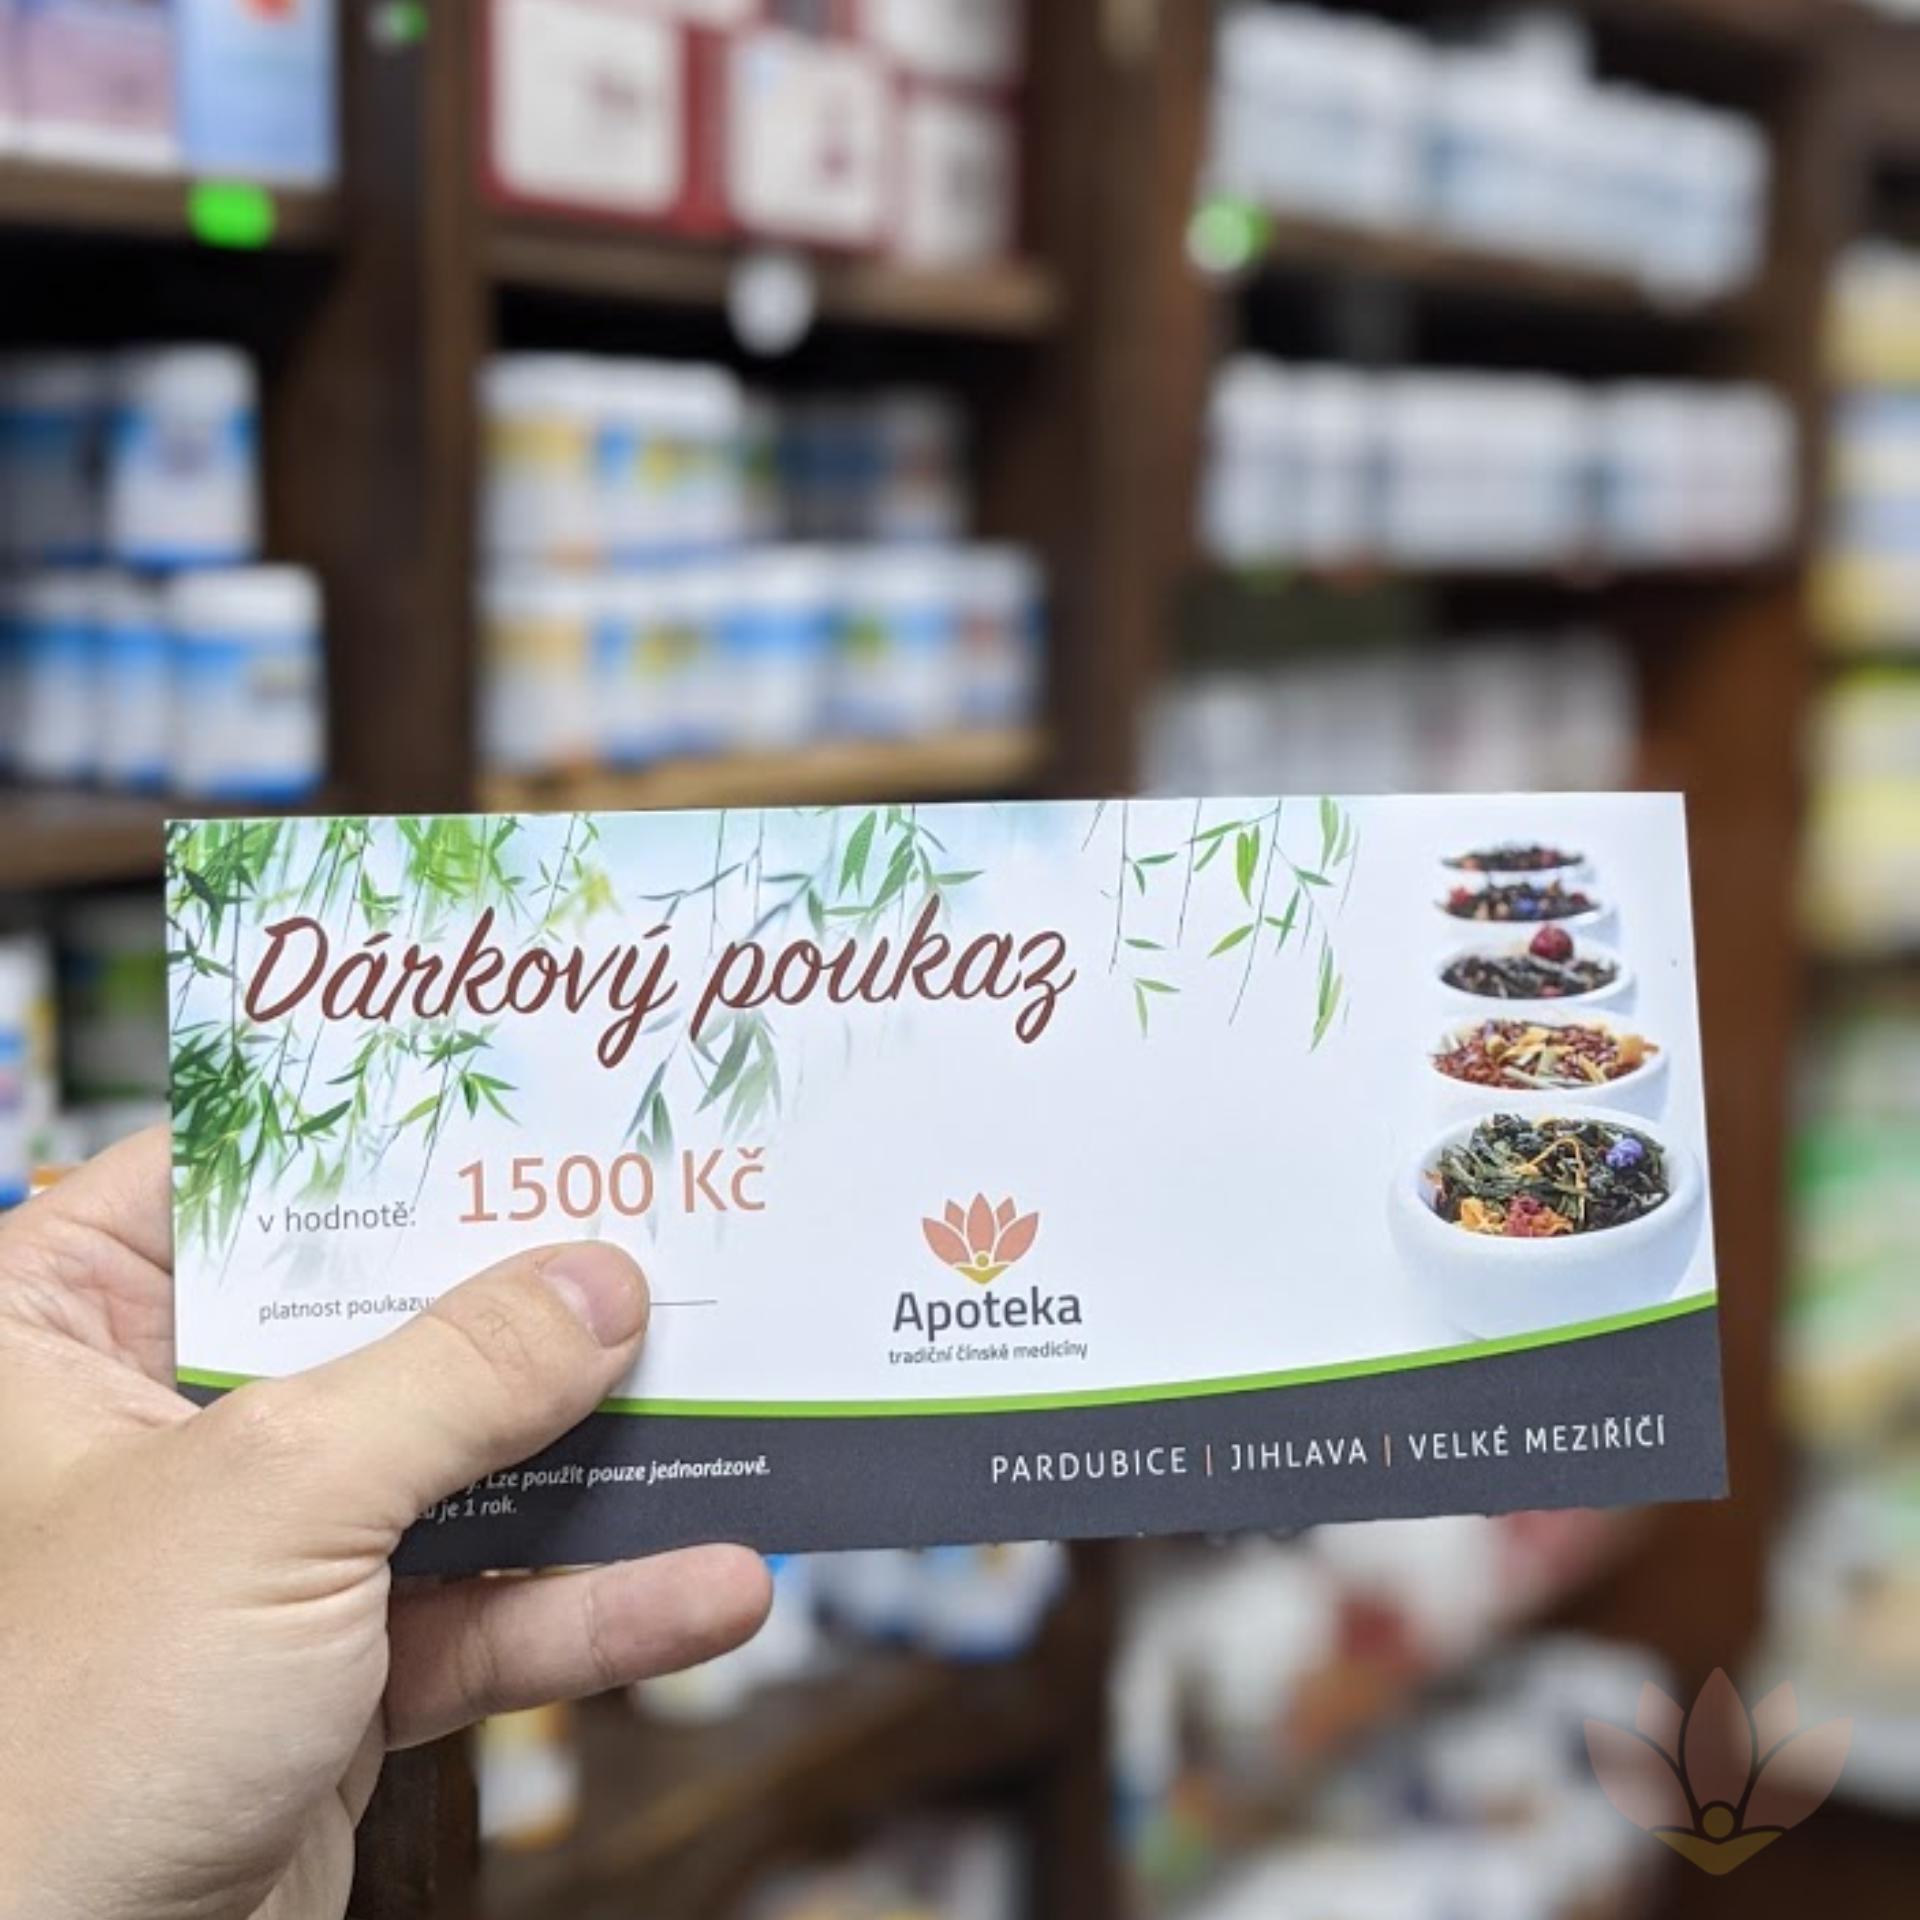 Dárkový poukaz
v hodnotě: 1500 Kč
platnost poukazu:
Apoteka
tradiční čínské medicíny
PARDUBICE | JIHLAVA | VELKÉ MEZIŘÍČÍ
Lze použít pouze jednorázově.
je 1 rok.